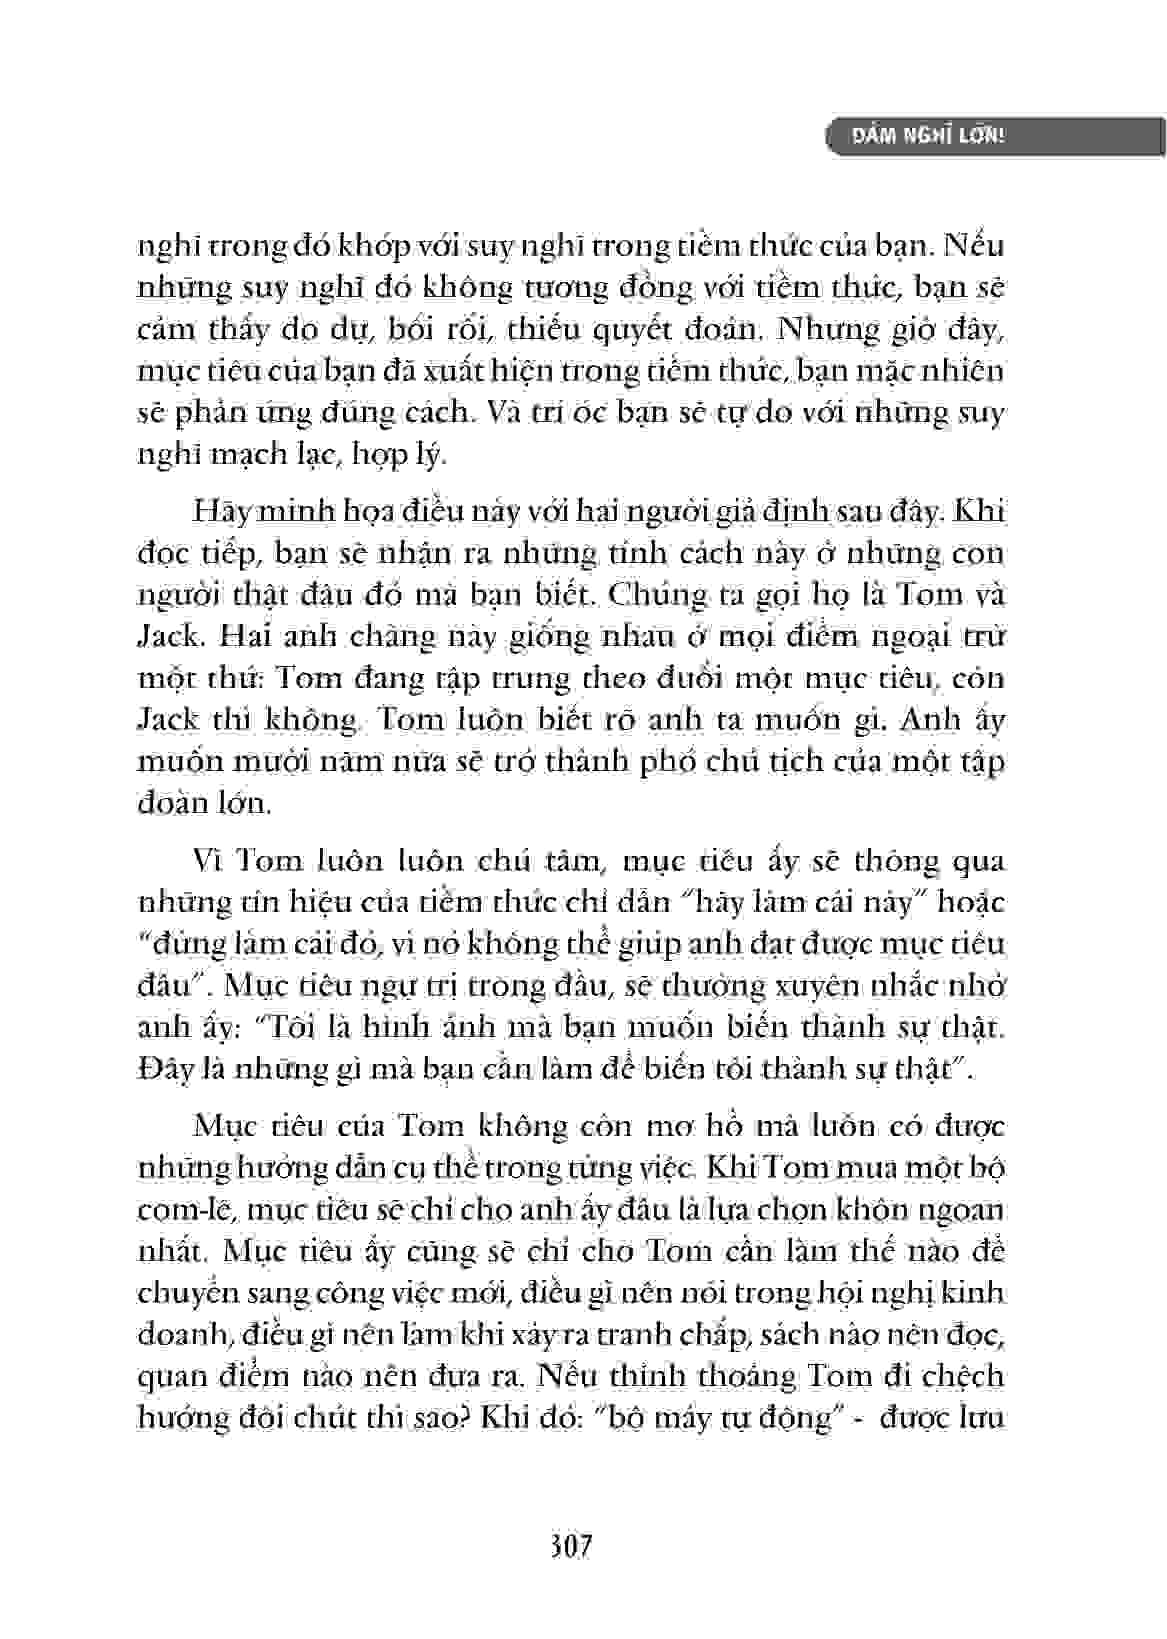 DÁM NGHĨ LỚN!
nghĩ trong đó khớp với suy nghĩ trong tiềm thức của bạn. Nếu
những suy nghĩ đó không tương đồng với tiềm thức, bạn sẽ
cảm thấy do dự, bối rối, thiếu quyết đoán. Nhưng giờ đây,
mục tiêu của bạn đã xuất hiện trong tiềm thức, bạn mặc nhiên
sẽ phản ứng đúng cách. Và trí óc bạn sẽ tự do với những suy
nghĩ mạch lạc, hợp lý.
Hãy minh họa điều này với hai người giả định sau đây. Khi
đọc tiếp, bạn sẽ nhận ra những tính cách này ở những con
người thật đâu đó mà bạn biết. Chúng ta gọi họ là Tom và
Jack. Hai anh chàng này giống nhau ở mọi điểm ngoại trừ
một thứ: Tom đang tập trung theo đuổi một mục tiêu, còn
Jack thì không. Tom luôn biết rõ anh ta muốn gì. Anh ấy
muốn mười năm nữa sẽ trở thành phó chủ tịch của một tập
đoàn lớn.
Vì Tom luôn luôn chú tâm, mục tiêu ấy sẽ thông qua
những tín hiệu của tiềm thức chỉ dẫn “hãy làm cái này” hoặc
“đừng làm cái đó, vì nó không thể giúp anh đạt được mục tiêu
đâu”. Mục tiêu ngự trị trong đầu, sẽ thường xuyên nhắc nhở
anh ấy: “Tôi là hình ảnh mà bạn muốn biến thành sự thật.
Đây là những gì mà bạn cần làm để biến tôi thành sự thật”.
Mục tiêu của Tom không còn mơ hồ mà luôn có được
những hướng dẫn cụ thể trong từng việc. Khi Tom mua một bộ
com-lê, mục tiêu sẽ chỉ cho anh ấy đâu là lựa chọn khôn ngoan
nhất. Mục tiêu ấy cũng sẽ chỉ cho Tom cần làm thế nào để
chuyển sang công việc mới, điều gì nên nói trong hội nghị kinh
doanh, điều gì nên làm khi xảy ra tranh chấp, sách nào nên đọc,
quan điểm nào nên đưa ra. Nếu thỉnh thoảng Tom đi chệch
hướng đôi chút thì sao? Khi đó: “bộ máy tự động” - được lưu
307